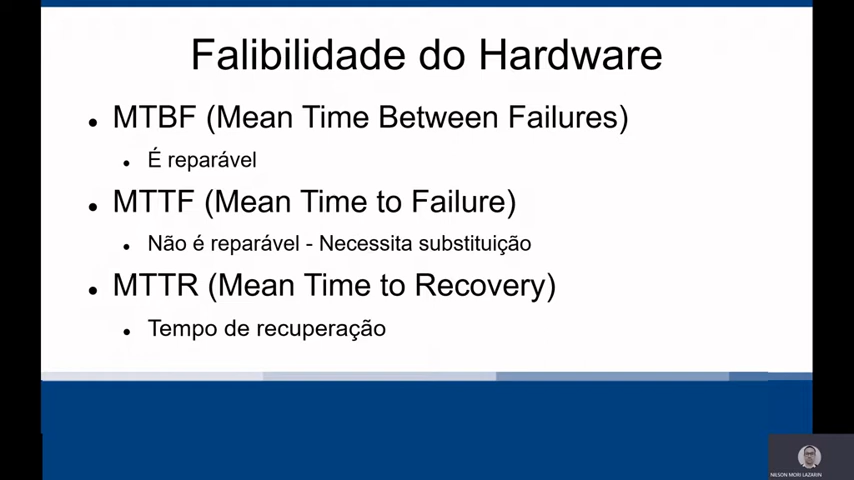 Falibilidade do Hardware
• MTBF (Mean Time Between Failures)
• É reparável
• MTTF (Mean Time to Failure)
• Não é reparável - Necessita substituição
• MTTR (Mean Time to Recovery)
• Tempo de recuperação
NILSON MORI LAZARIN